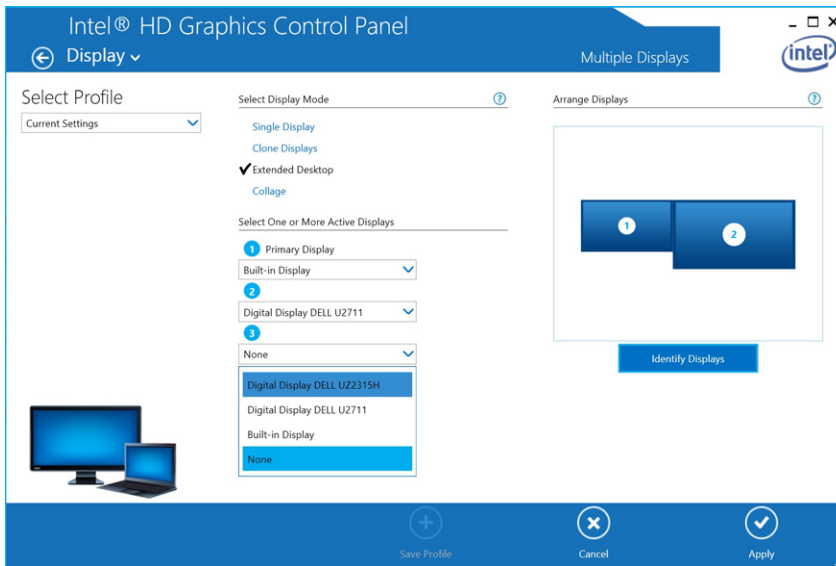 Intel® HD Graphics Control Panel
Display
Multiple Displays
intel
Select Profile
Current Settings
Select Display Mode
?
Single Display
Clone Displays
Extended Desktop
Collage
Select One or More Active Displays
1 Primary Display
Built-in Display
2
Digital Display DELL U2711
3
None
Digital Display DELL UZ2315H
Digital Display DELL U2711
Built-in Display
None
Arrange Displays
?
1
2
Identify Displays
Save Profile
Cancel
Apply